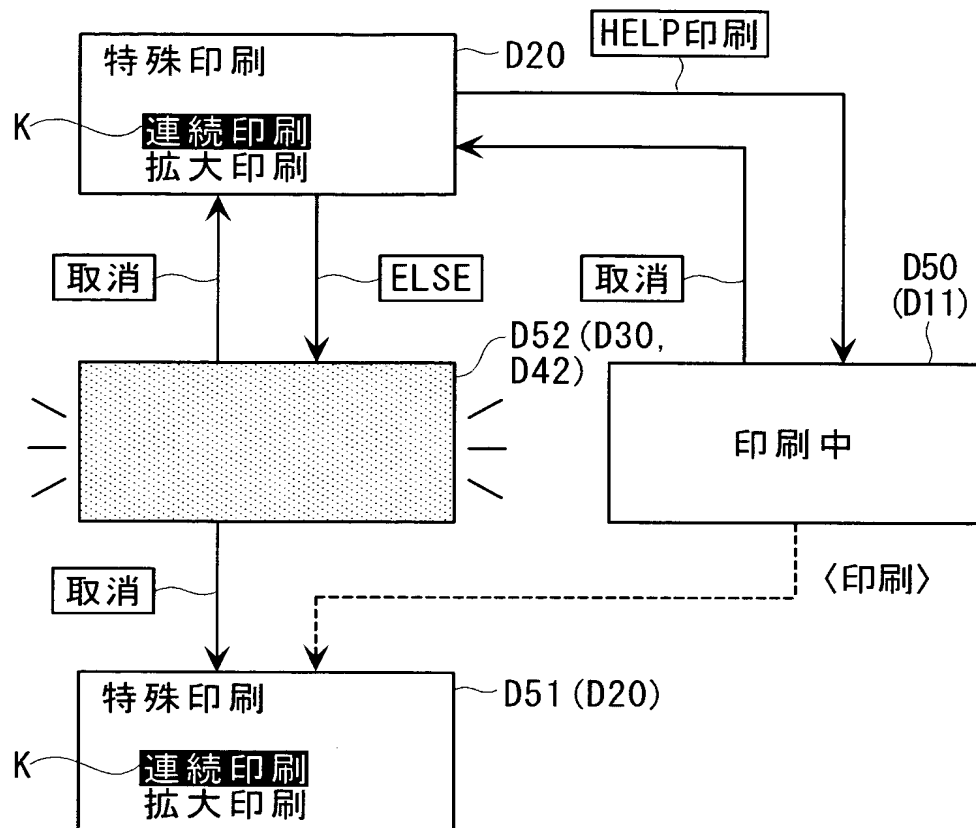 HELP印刷
特殊印刷
D20
K
連続印刷
拡大印刷
取消
ELSE
取消
D50
(D11)
D52(D30,
D42)
印刷中
取消
〈印刷〉
特殊印刷
D51(D20)
K
連続印刷
拡大印刷